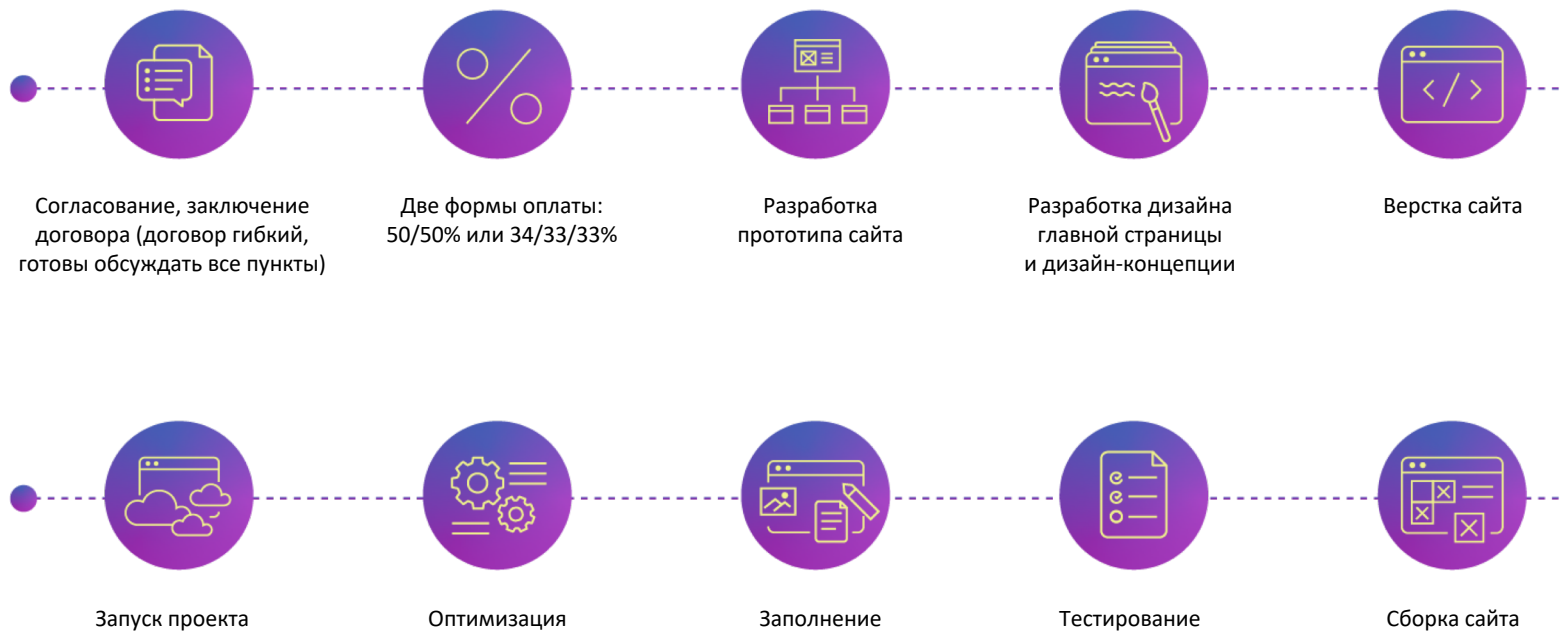 Согласование, заключение
договора (договор гибкий,
готовы обсуждать все пункты)
Две формы оплаты:
50/50% или 34/33/33%
Разработка
прототипа сайта
Разработка дизайна
главной страницы
и дизайн-концепции
Верстка сайта
Запуск проекта
Оптимизация
Заполнение
Тестирование
Сборка сайта